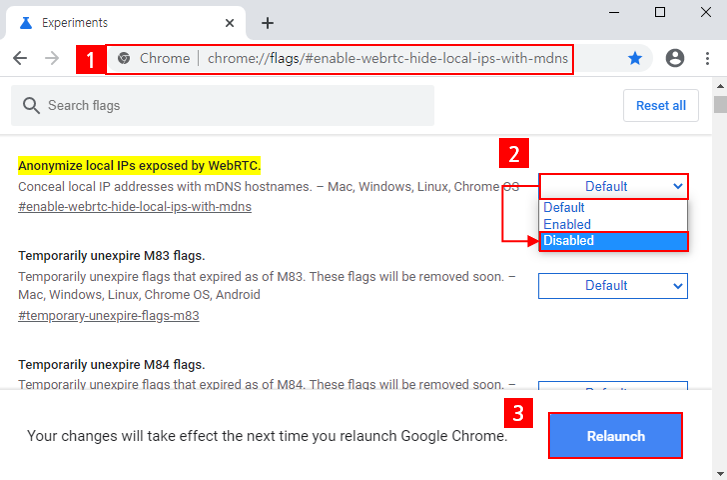 Experiments
1
Chrome | chrome://flags/#enable-webrtc-hide-local-ips-with-mdns
Search flags
Reset all
Anonymize local IPs exposed by WebRTC.
2
Conceal local IP addresses with mDNS hostnames. – Mac, Windows, Linux, Chrome OS
Default
#enable-webrtc-hide-local-ips-with-mdns
Default
Enabled
Disabled
Temporarily unexpire M83 flags.
Temporarily unexpire flags that expired as of M83. These flags will be removed soon. –
Mac, Windows, Linux, Chrome OS, Android
Default
#temporary-unexpire-flags-m83
Temporarily unexpire M84 flags.
Temporarily unexpire flags that expired as of M84. These flags will be removed soon. –
Default
3
Your changes will take effect the next time you relaunch Google Chrome.
Relaunch